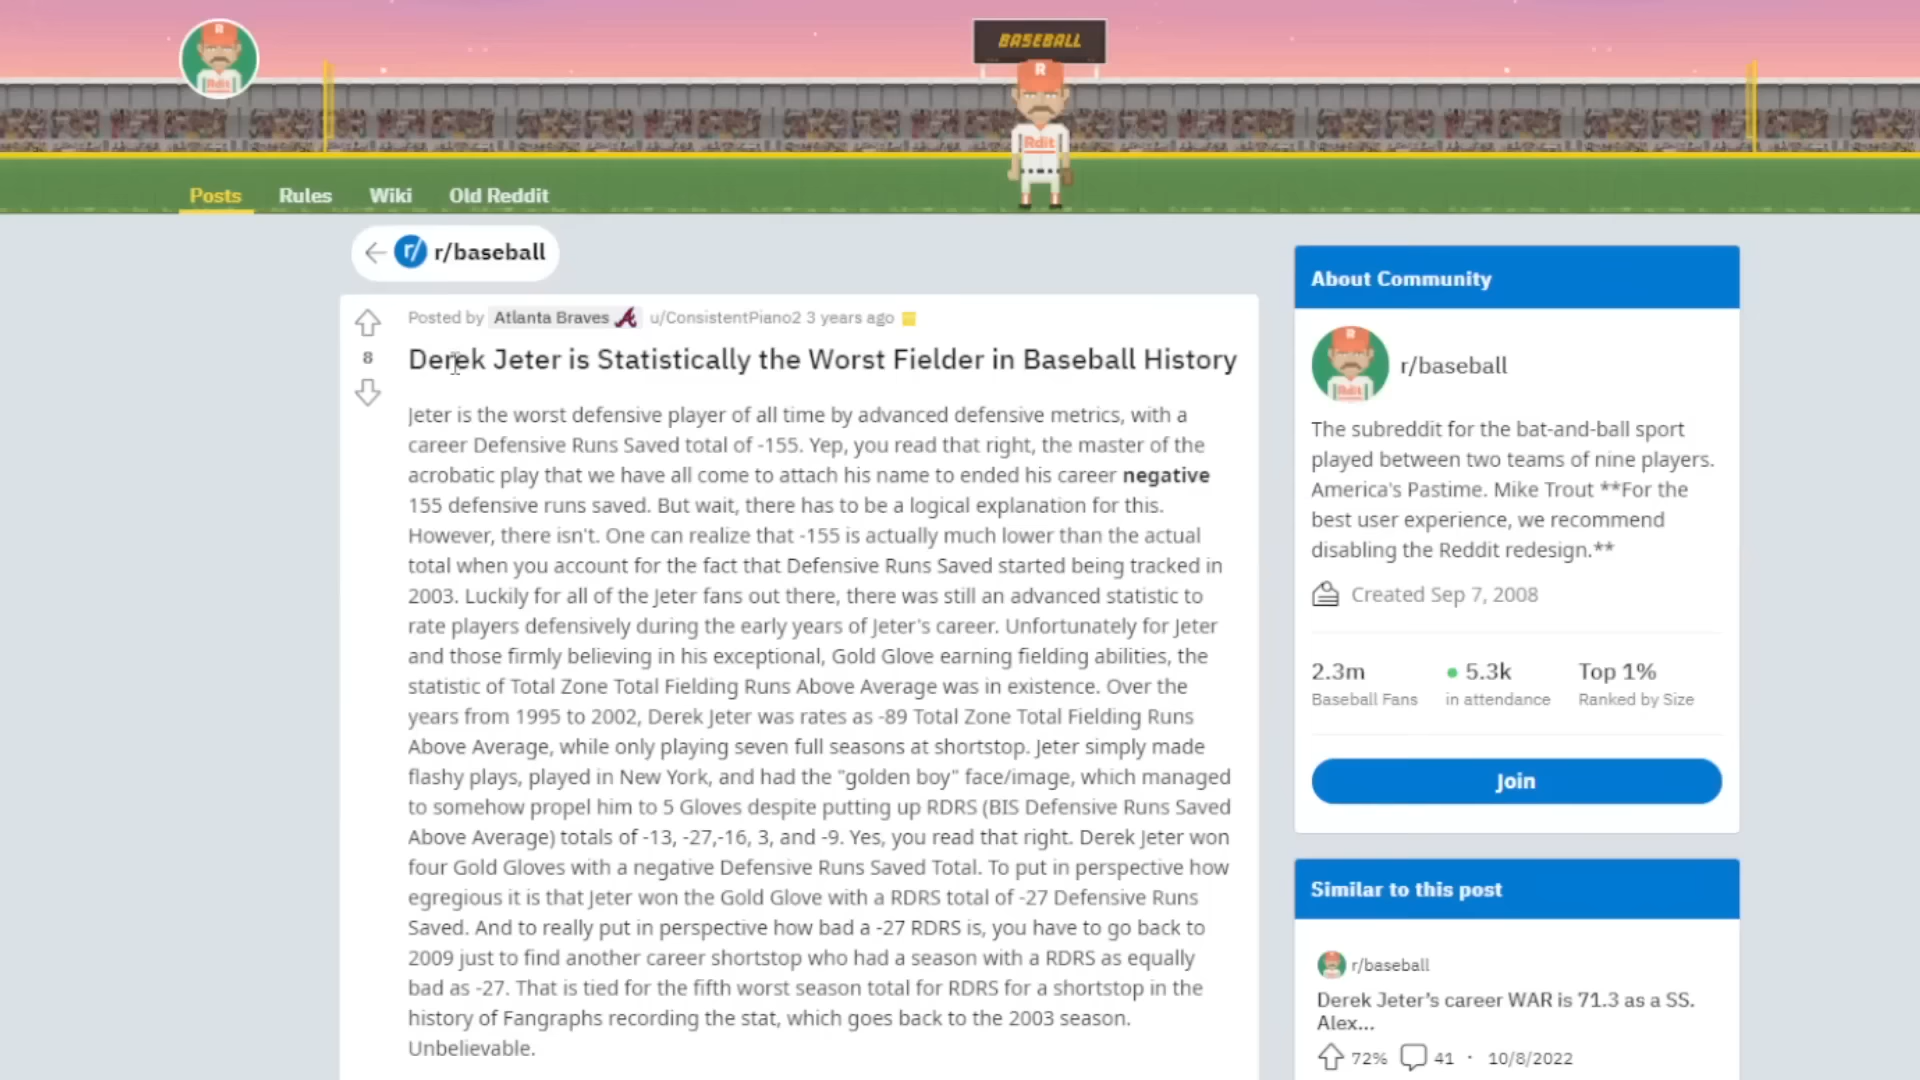 R
Rdit
BASEBALL
R
Rdit
Posts Rules Wiki Old Reddit
r/ r/baseball
Posted by Atlanta Braves u/ConsistentPiano2 3 years ago
8
Derek Jeter is Statistically the Worst Fielder in Baseball History
Jeter is the worst defensive player of all time by advanced defensive metrics, with a
career Defensive Runs Saved total of -155. Yep, you read that right, the master of the
acrobatic play that we have all come to attach his name to ended his career negative
155 defensive runs saved. But wait, there has to be a logical explanation for this.
However, there isn't. One can realize that -155 is actually much lower than the actual
total when you account for the fact that Defensive Runs Saved started being tracked in
2003. Luckily for all of the Jeter fans out there, there was still an advanced statistic to
rate players defensively during the early years of Jeter's career. Unfortunately for Jeter
and those firmly believing in his exceptional, Gold Glove earning fielding abilities, the
statistic of Total Zone Total Fielding Runs Above Average was in existence. Over the
years from 1995 to 2002, Derek Jeter was rates as -89 Total Zone Total Fielding Runs
Above Average, while only playing seven full seasons at shortstop. Jeter simply made
flashy plays, played in New York, and had the "golden boy" face/image, which managed
to somehow propel him to 5 Gloves despite putting up RDRS (BIS Defensive Runs Saved
Above Average) totals of -13, -27,-16, 3, and -9. Yes, you read that right. Derek Jeter won
four Gold Gloves with a negative Defensive Runs Saved Total. To put in perspective how
egregious it is that Jeter won the Gold Glove with a RDRS total of -27 Defensive Runs
Saved. And to really put in perspective how bad a -27 RDRS is, you have to go back to
2009 just to find another career shortstop who had a season with a RDRS as equally
bad as -27. That is tied for the fifth worst season total for RDRS for a shortstop in the
history of Fangraphs recording the stat, which goes back to the 2003 season.
Unbelievable.
About Community
r/baseball
The subreddit for the bat-and-ball sport
played between two teams of nine players.
America's Pastime. Mike Trout **For the
best user experience, we recommend
disabling the Reddit redesign.**
Created Sep 7, 2008
2.3m 5.3k Top 1%
Baseball Fans in attendance Ranked by Size
Join
Similar to this post
r/baseball
Derek Jeter's career WAR is 71.3 as a SS.
Alex...
72% 41 · 10/8/2022